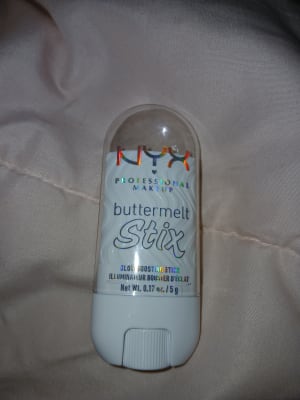 NYX
PROFESSIONAL
MAKEUP
buttermelt
Stix
GLOW BOOSTING STICK
ILLUMINATEUR BOOSTER D'ÉCLAT
Net Wt. 0.17 oz. / 5 g